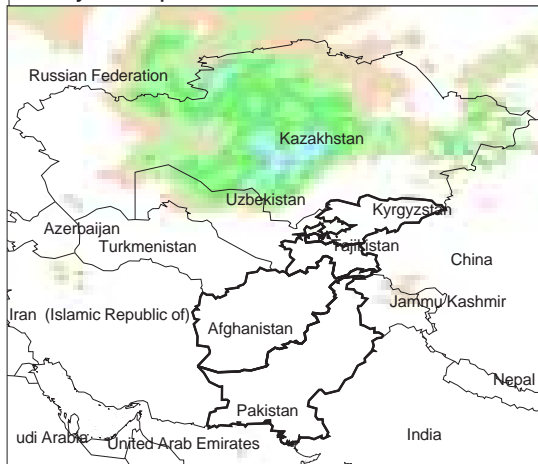 Russian Federation
Kazakhstan
Uzbekistan
Kyrgyzstan
Azerbaijan
Turkmenistan
Tajikistan
China
Jammu Kashmir
Iran (Islamic Republic of)
Afghanistan
Nepal
Pakistan
udi Arabia
United Arab Emirates
India